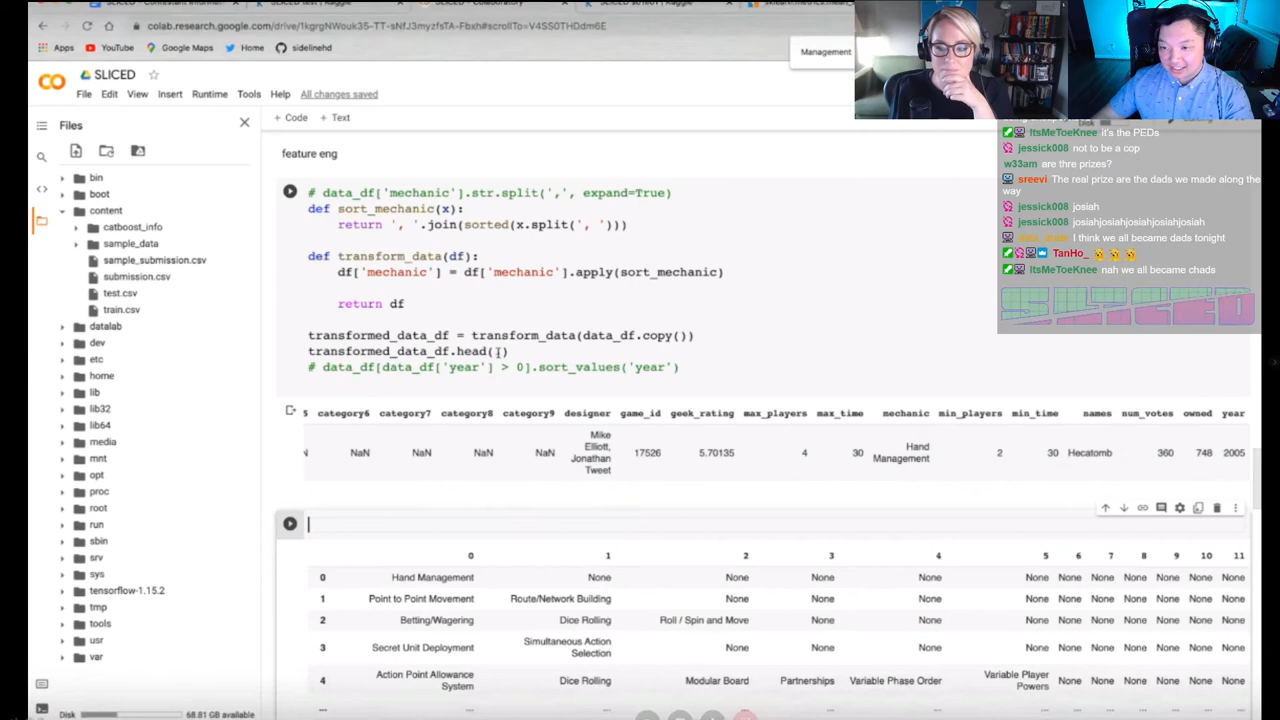 colab.research.google.com/drive/1kgrgNWouk35-TT-sNfJ3myzfsTA-Fbxh#scrollTo=V4SS0THDdm6E
Apps YouTube Google Maps Home sidelinehd
Management
SLICED
File Edit View Insert Runtime Tools Help All changes saved
Files
+ Code + Text
bin
boot
content
catboost_info
sample_data
sample_submission.csv
submission.csv
test.csv
train.csv
datalab
dev
etc
home
lib
lib32
lib64
media
mnt
opt
proc
root
run
sbin
srv
sys
tensorflow-1.15.2
tmp
tools
usr
var
Disk 68.81 GB available
feature eng
# data_df['mechanic'].str.split(',', expand=True)
def sort_mechanic(x):
return ', '.join(sorted(x.split(', ')))
def transform_data(df):
df['mechanic'] = df['mechanic'].apply(sort_mechanic)
return df
transformed_data_df = transform_data(data_df.copy())
transformed_data_df.head()
# data_df[data_df['year'] > 0].sort_values('year')
5 category6 category7 category8 category9 designer game_id geek_rating max_players max_time mechanic min_players min_time names num_votes owned year
NaN NaN NaN NaN Mike Elliott, Jonathan Tweet 17526 5.70135 4 30 Hand Management 2 30 Hecatomb 360 748 2005
0 1 2 3 4 5 6 7 8 9 10 11
0 Hand Management None None None None None None None None None None None
1 Point to Point Movement Route/Network Building None None None None None None None None None None
2 Betting/Wagering Dice Rolling Roll / Spin and Move None None None None None None None None None
3 Secret Unit Deployment Simultaneous Action Selection None None None None None None None None None None
4 Action Point Allowance System Dice Rolling Modular Board Partnerships Variable Phase Order Variable Player Powers None None None None None None
... ... ... ... ... ... ... ... ... ... ... ... ...
Disk
ItsMeToeKnee it's the PEDs
jessick008 not to be a cop
w33am are thre prizes?
sreevi The real prize are the dads we made along the
way
jessick008 josiah
jessick008 josiahjosiahjosiahjosiahjosiah
I think we all became dads tonight
TanHo_
ItsMeToeKnee nah we all became chads
SLICED